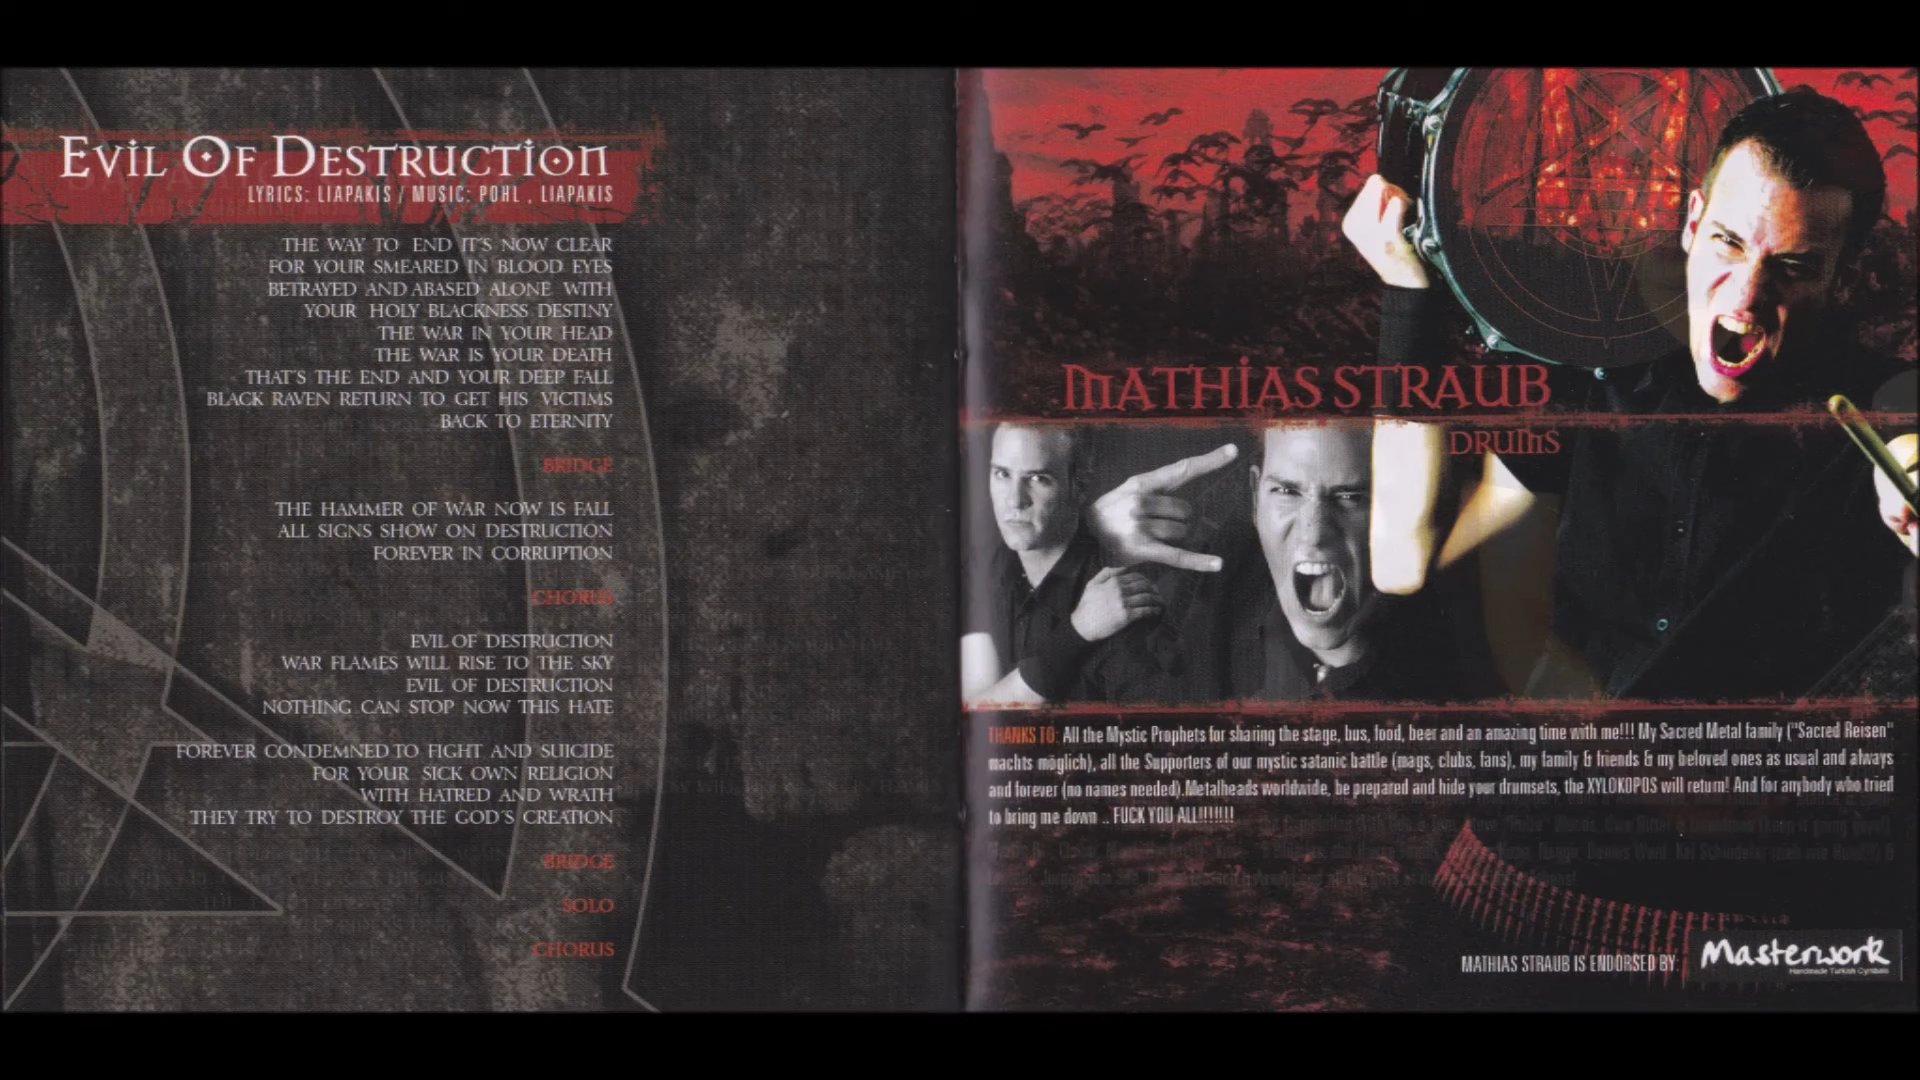 Evil Of Destruction
LYRICS: LIAPAKIS / MUSIC: POHL , LIAPAKIS
THE WAY TO END IT'S NOW CLEAR
FOR YOUR SMEARED IN BLOOD EYES
BETRAYED AND ABASED ALONE WITH
YOUR HOLY BLACKNESS DESTINY
THE WAR IN YOUR HEAD
THE WAR IS YOUR DEATH
THAT'S THE END AND YOUR DEEP FALL
BLACK RAVEN RETURN TO GET HIS VICTIMS
BACK TO ETERNITY
BRIDGE
THE HAMMER OF WAR NOW IS FALL
ALL SIGNS SHOW ON DESTRUCTION
FOREVER IN CORRUPTION
CHORUS
EVIL OF DESTRUCTION
WAR FLAMES WILL RISE TO THE SKY
EVIL OF DESTRUCTION
NOTHING CAN STOP NOW THIS HATE
FOREVER CONDEMNED TO FIGHT AND SUICIDE
FOR YOUR SICK OWN RELIGION
WITH HATRED AND WRATH
THEY TRY TO DESTROY THE GOD'S CREATION
BRIDGE
SOLO
CHORUS
MATHIAS STRAUB
DRUMS
THANKS TO: All the Mystic Prophets for sharing the stage, bus, food, beer and an amazing time with me!!! My Sacred Metal family ("Sacred Reisen"
machts möglich), all the Supporters of our mystic satanic battle (mags, clubs, fans), my family & friends & my beloved ones as usual and always
and forever (no names needed).Metalheads worldwide, be prepared and hide your drumsets, the XYLOKOPOS will return! And for anybody who tried
to bring me down .. FUCK YOU ALL!!!!!!!
MATHIAS STRAUB IS ENDORSED BY:
Masterwork
Handmade Turkish Cymbals